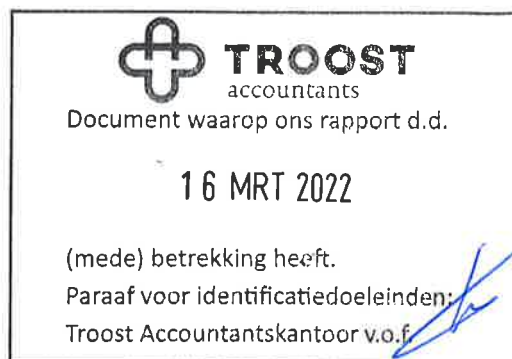 TROOST
accountants
Document waarop ons rapport d.d.
16 MRT 2022
(mede) betrekking heeft.
Paraaf voor identificatiedoeleinden:
Troost Accountantskantoor v.o.f.